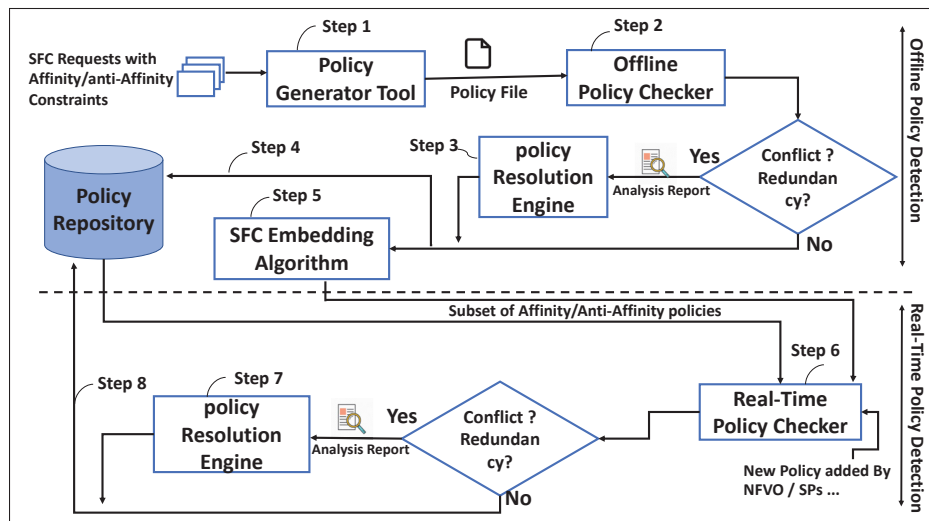 Step 1
Step 2
SFC Requests with
Affinity/anti-Affinity
Constraints
Policy
Generator Tool
Policy File
Offline
Policy Checker
Offline Policy Detection
Step 3
Step 4
policy
Resolution
Engine
Yes
Analysis Report
Conflict ?
Redundan
cy?
No
Policy
Repository
Step 5
SFC Embedding
Algorithm
Subset of Affinity/Anti-Affinity policies
Real-Time Policy Detection
Step 6
Real-Time
Policy Checker
New Policy added By
NFVO / SPs ...
Step 7
Step 8
policy
Resolution
Engine
Yes
Analysis Report
Conflict ?
Redundan
cy?
No